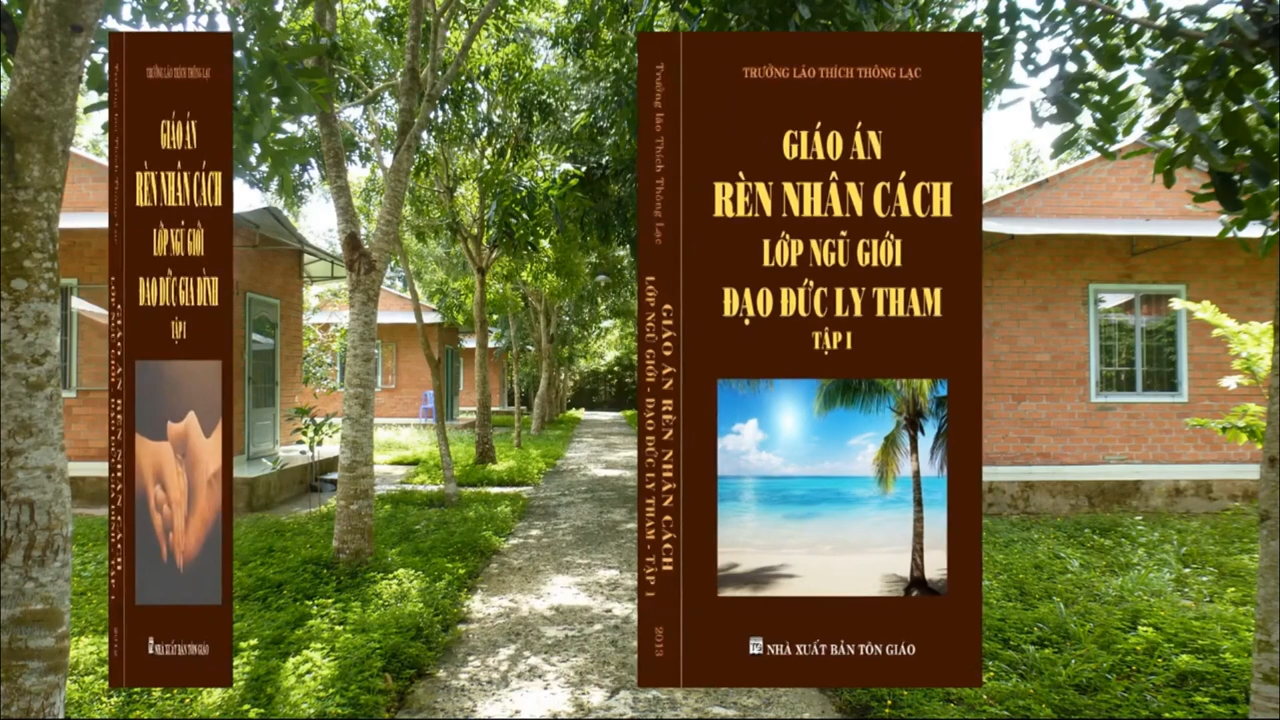 TRƯỞNG LÃO THÍCH THÔNG LẠC
GIÁO ÁN
RÈN NHÂN CÁCH
LỚP NGŨ GIỚI
ĐẠO ĐỨC GIA ĐÌNH
TẬP I
NHÀ XUẤT BẢN TÔN GIÁO
Trưởng lão Thích Thông Lạc
GIÁO ÁN RÈN NHÂN CÁCH
LỚP NGŨ GIỚI - ĐẠO ĐỨC LY THAM - TẬP I
2013
TRƯỞNG LÃO THÍCH THÔNG LẠC
GIÁO ÁN
RÈN NHÂN CÁCH
LỚP NGŨ GIỚI
ĐẠO ĐỨC LY THAM
TẬP I
NHÀ XUẤT BẢN TÔN GIÁO